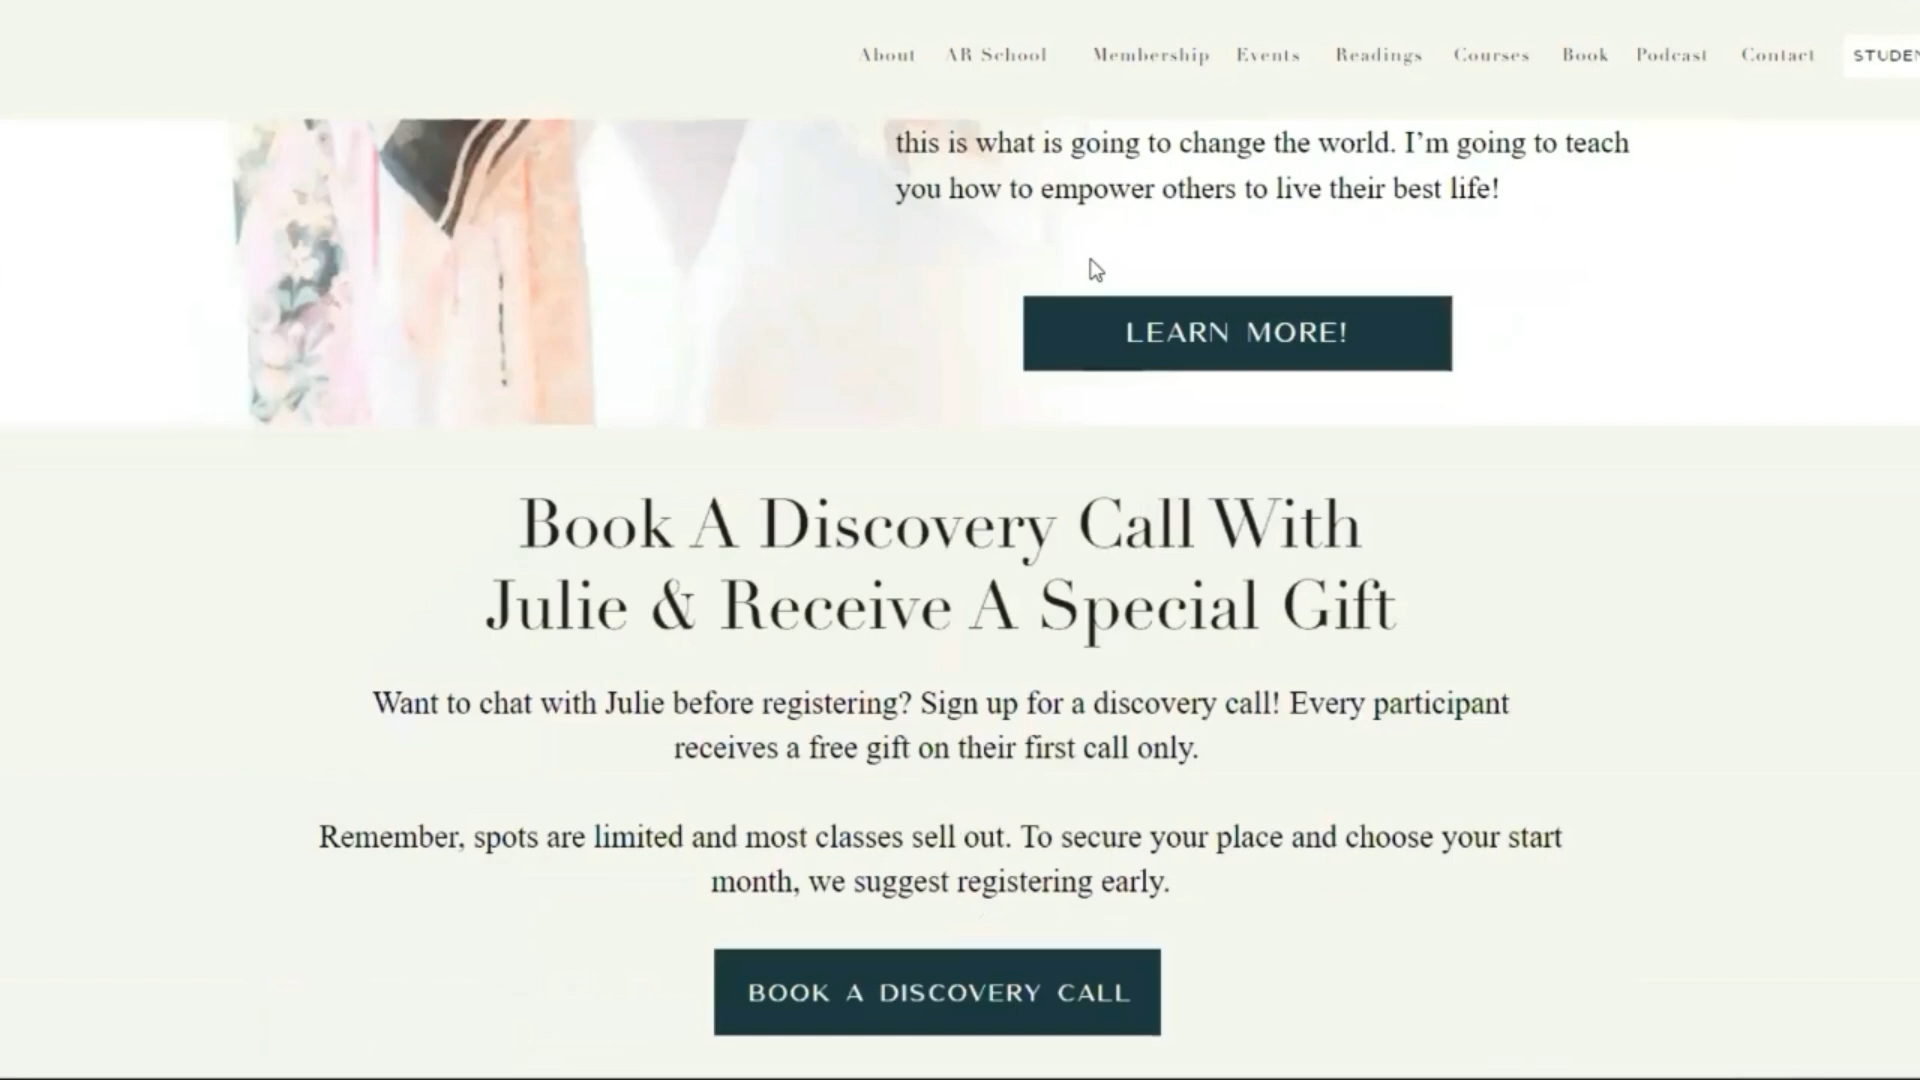 About AR School Membership Events Readings Courses Book Podcast Contact
this is what is going to change the world. I’m going to teach
you how to empower others to live their best life!
LEARN MORE!
Book A Discovery Call With
Julie & Receive A Special Gift
Want to chat with Julie before registering? Sign up for a discovery call! Every participant
receives a free gift on their first call only.
Remember, spots are limited and most classes sell out. To secure your place and choose your start
month, we suggest registering early.
BOOK A DISCOVERY CALL